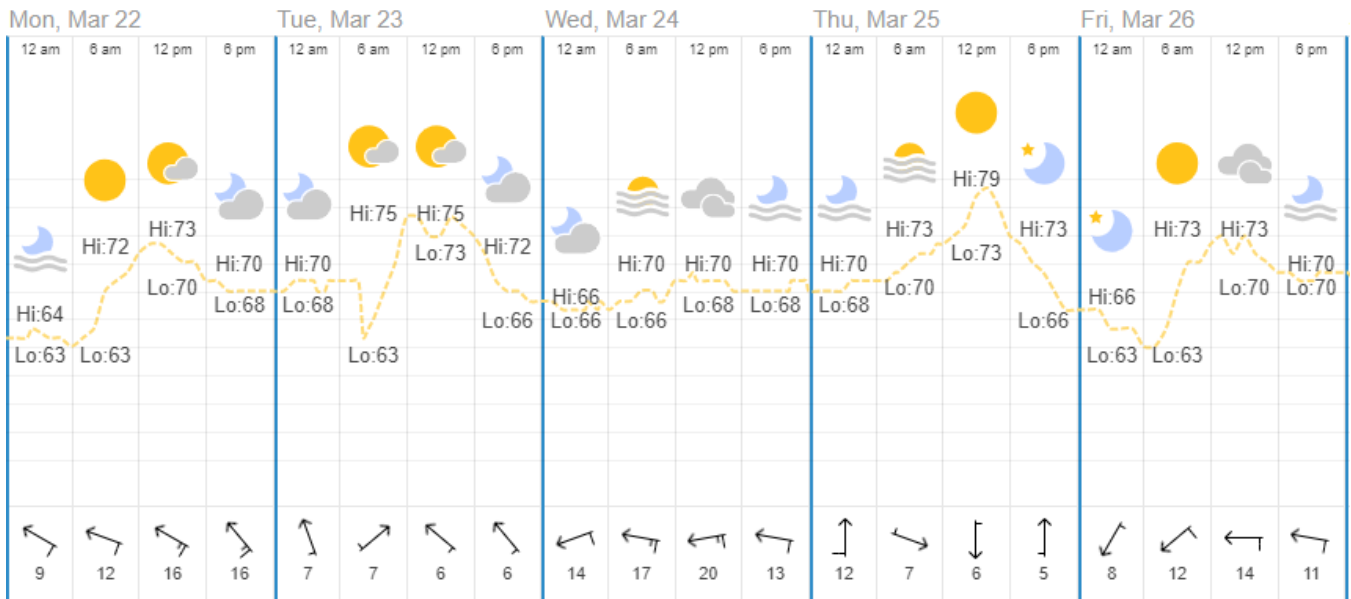 Mon, Mar 22 Tue, Mar 23 Wed, Mar 24 Thu, Mar 25 Fri, Mar 26
12 am 6 am 12 pm 6 pm 12 am 6 am 12 pm 6 pm 12 am 6 am 12 pm 6 pm 12 am 6 am 12 pm 6 pm 12 am 6 am 12 pm 6 pm
Hi:64 Hi:72 Hi:73 Hi:70 Hi:70 Hi:75 Hi:75 Hi:72 Hi:66 Hi:70 Hi:70 Hi:70 Hi:70 Hi:73 Hi:79 Hi:73 Hi:66 Hi:73 Hi:73 Hi:70
Lo:63 Lo:63 Lo:70 Lo:68 Lo:68 Lo:63 Lo:73 Lo:66 Lo:66 Lo:66 Lo:68 Lo:68 Lo:68 Lo:70 Lo:73 Lo:66 Lo:63 Lo:63 Lo:70 Lo:70
9 12 16 16 7 7 6 6 14 17 20 13 12 7 6 5 8 12 14 11